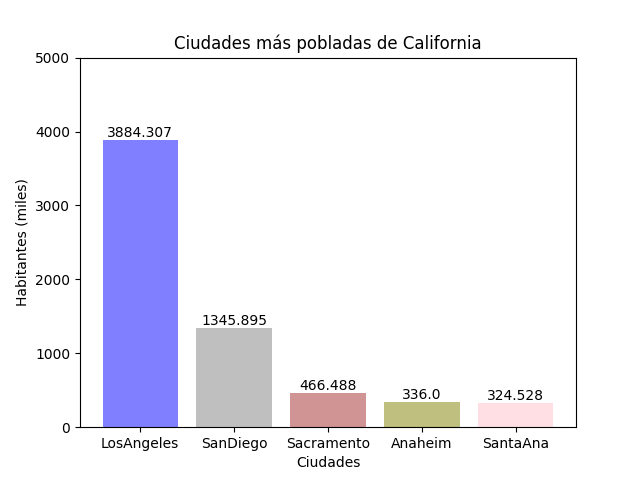 Ciudades más pobladas de California
Habitantes (miles)
5000
4000
3000
2000
1000
0
3884.307
1345.895
466.488
336.0
324.528
LosAngeles
SanDiego
Sacramento
Anaheim
SantaAna
Ciudades